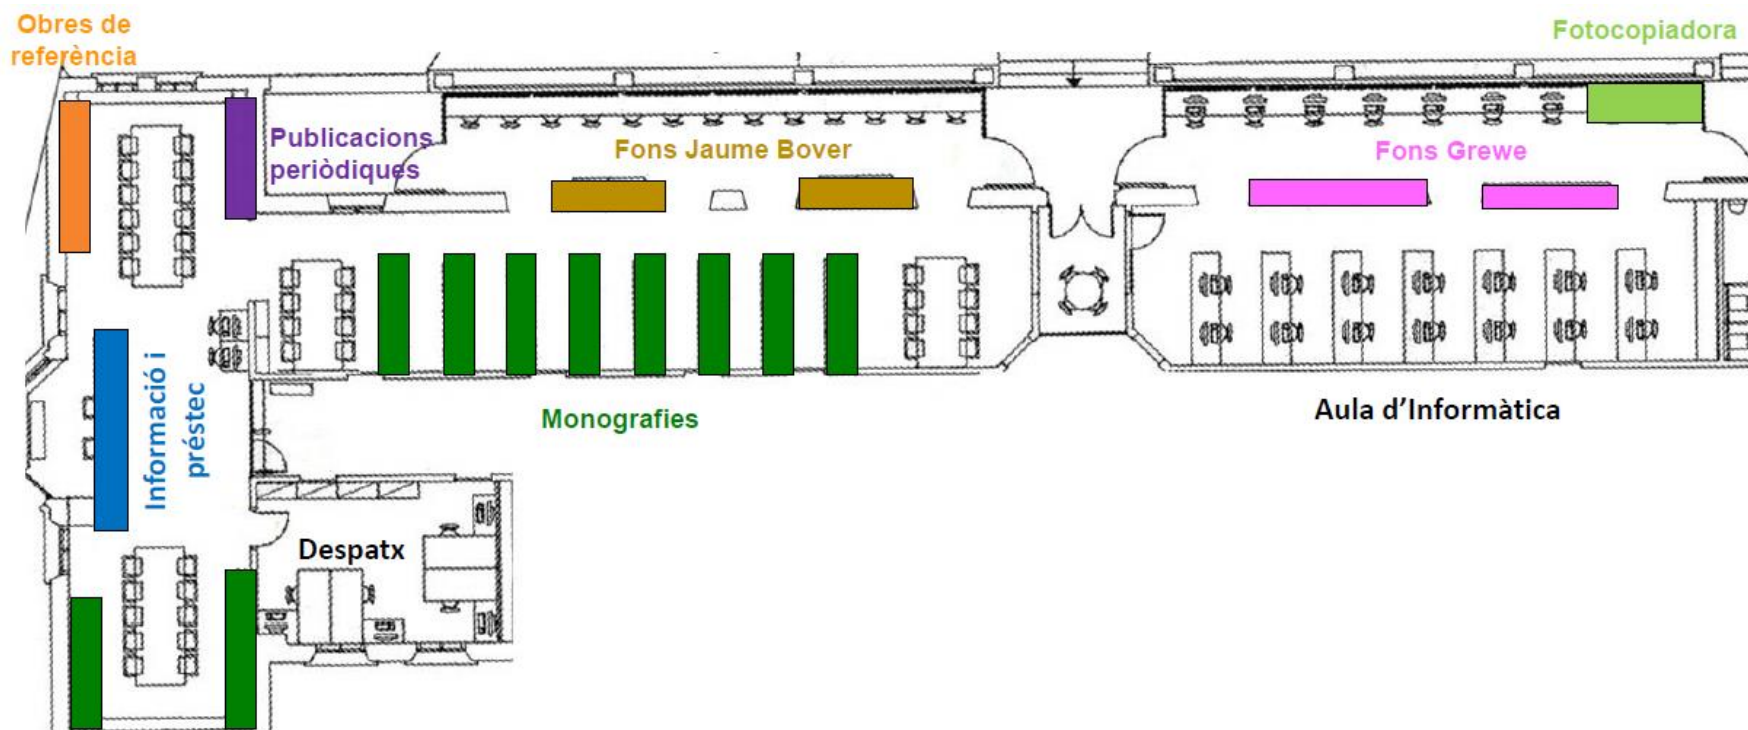 Obres de
referència
Fotocopiadora
Publicacions
periòdiques
Fons Jaume Bover
Fons Grewe
Informació i
préstec
Monografies
Aula d’Informàtica
Despatx